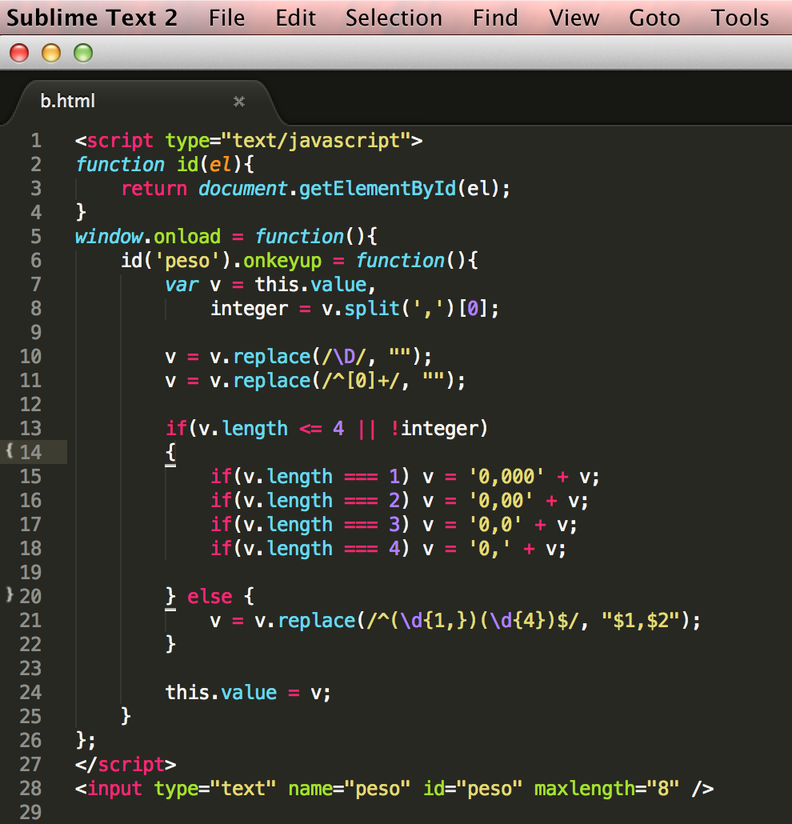 Sublime Text 2 File Edit Selection Find View Goto Tools
b.html ×
1 <script type="text/javascript">
2 function id(el){
3     return document.getElementById(el);
4 }
5 window.onload = function(){
6     id('peso').onkeyup = function(){
7         var v = this.value,
8             integer = v.split(',')[0];
9
10         v = v.replace(/\D/, "");
11         v = v.replace(/^[0]+/, "");
12
13         if(v.length <= 4 || !integer)
{ 14         {
15             if(v.length === 1) v = '0,000' + v;
16             if(v.length === 2) v = '0,00' + v;
17             if(v.length === 3) v = '0,0' + v;
18             if(v.length === 4) v = '0,' + v;
19
} 20         } else {
21             v = v.replace(/^(\d{1,})(\d{4})$/, "$1,$2");
22         }
23
24         this.value = v;
25     }
26 };
27 </script>
28 <input type="text" name="peso" id="peso" maxlength="8" />
29